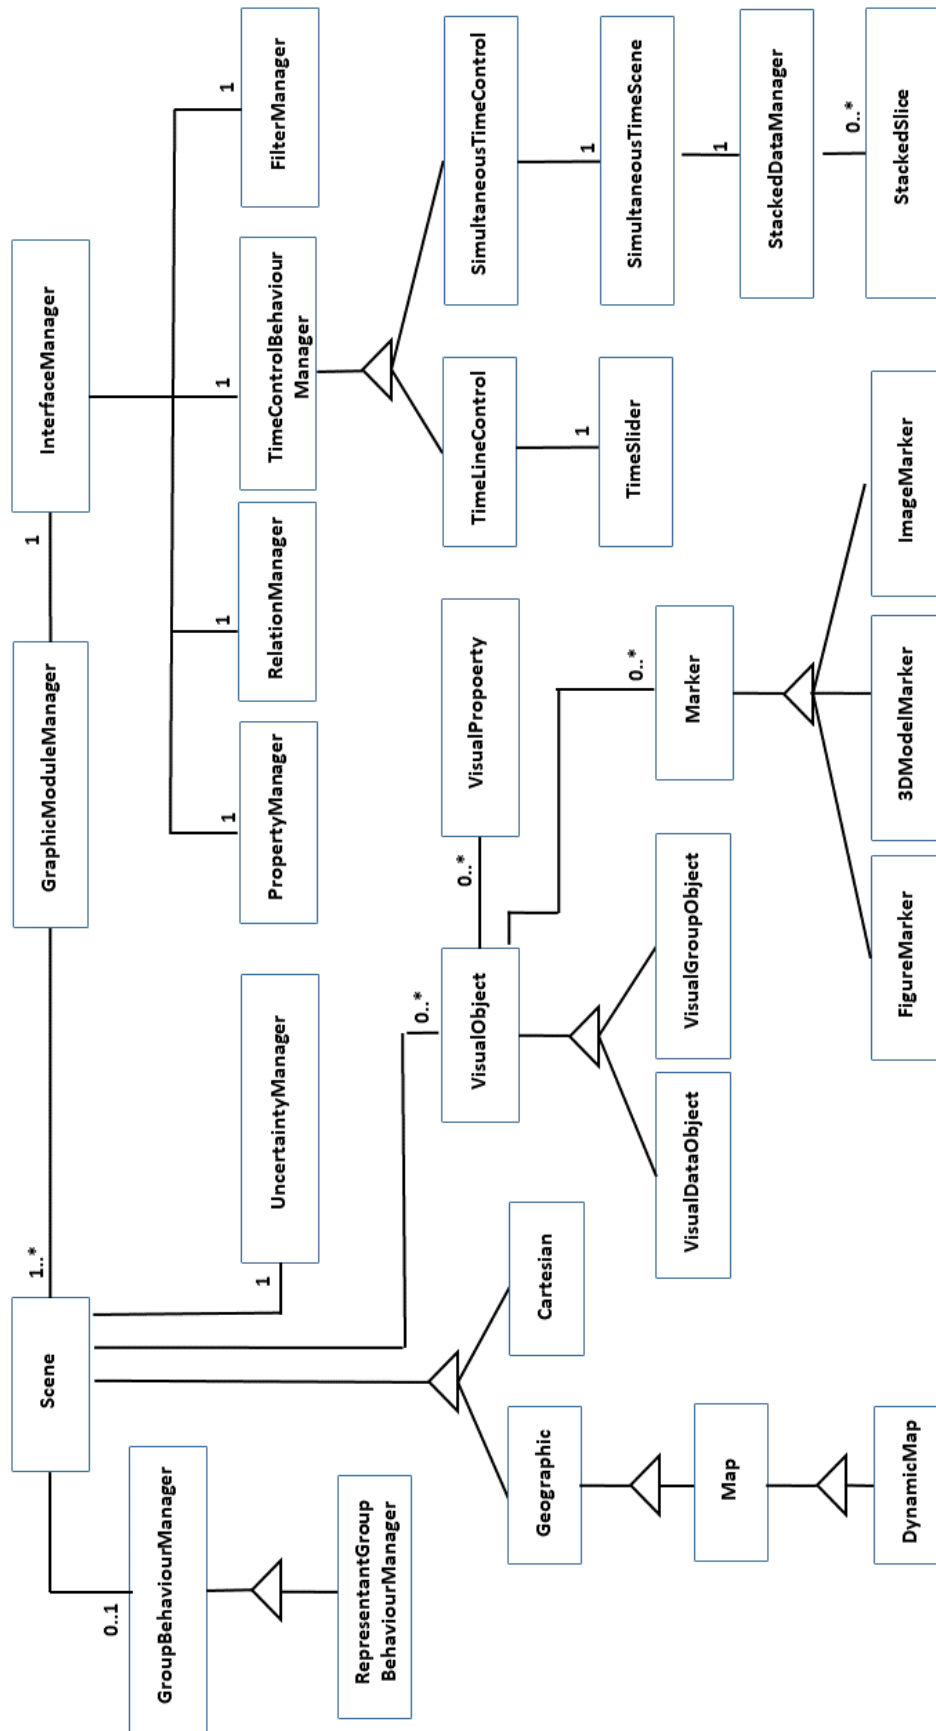 Scene
1..*
GraphicModuleManager
1
InterfaceManager
0..1
GroupBehaviourManager
1
UncertaintyManager
1
PropertyManager
1
RelationManager
1
TimeControlBehaviour
Manager
1
FilterManager
RepresentantGroup
BehaviourManager
0..*
VisualObject
0..*
VisualPropoerty
TimeLineControl
SimultaneousTimeControl
Geographic
Cartesian
1
TimeSlider
1
SimultaneousTimeScene
VisualDataObject
VisualGroupObject
0..*
Marker
Map
1
StackedDataManager
DynamicMap
FigureMarker
3DModelMarker
ImageMarker
0..*
StackedSlice